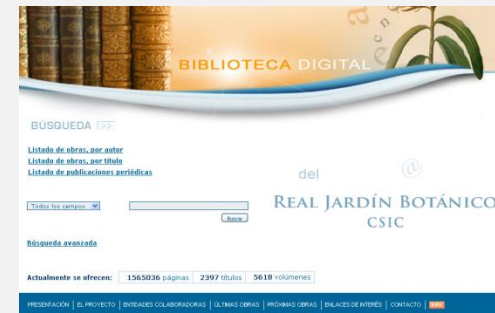 BIBLIOTECA DIGITAL
BÚSQUEDA >>
Listado de obras, por autor
Listado de obras, por título
Listado de publicaciones periódicas
del
@
REAL JARDÍN BOTÁNICO
CSIC
Todos los campos
Buscar
Búsqueda avanzada
Actualmente se ofrecen: 1565036 páginas 2397 títulos 5618 volúmenes
PRESENTACIÓN | EL PROYECTO | ENTIDADES COLABORADORAS | ÚLTIMAS OBRAS | PRÓXIMAS OBRAS | ENLACES DE INTERÉS | CONTACTO |